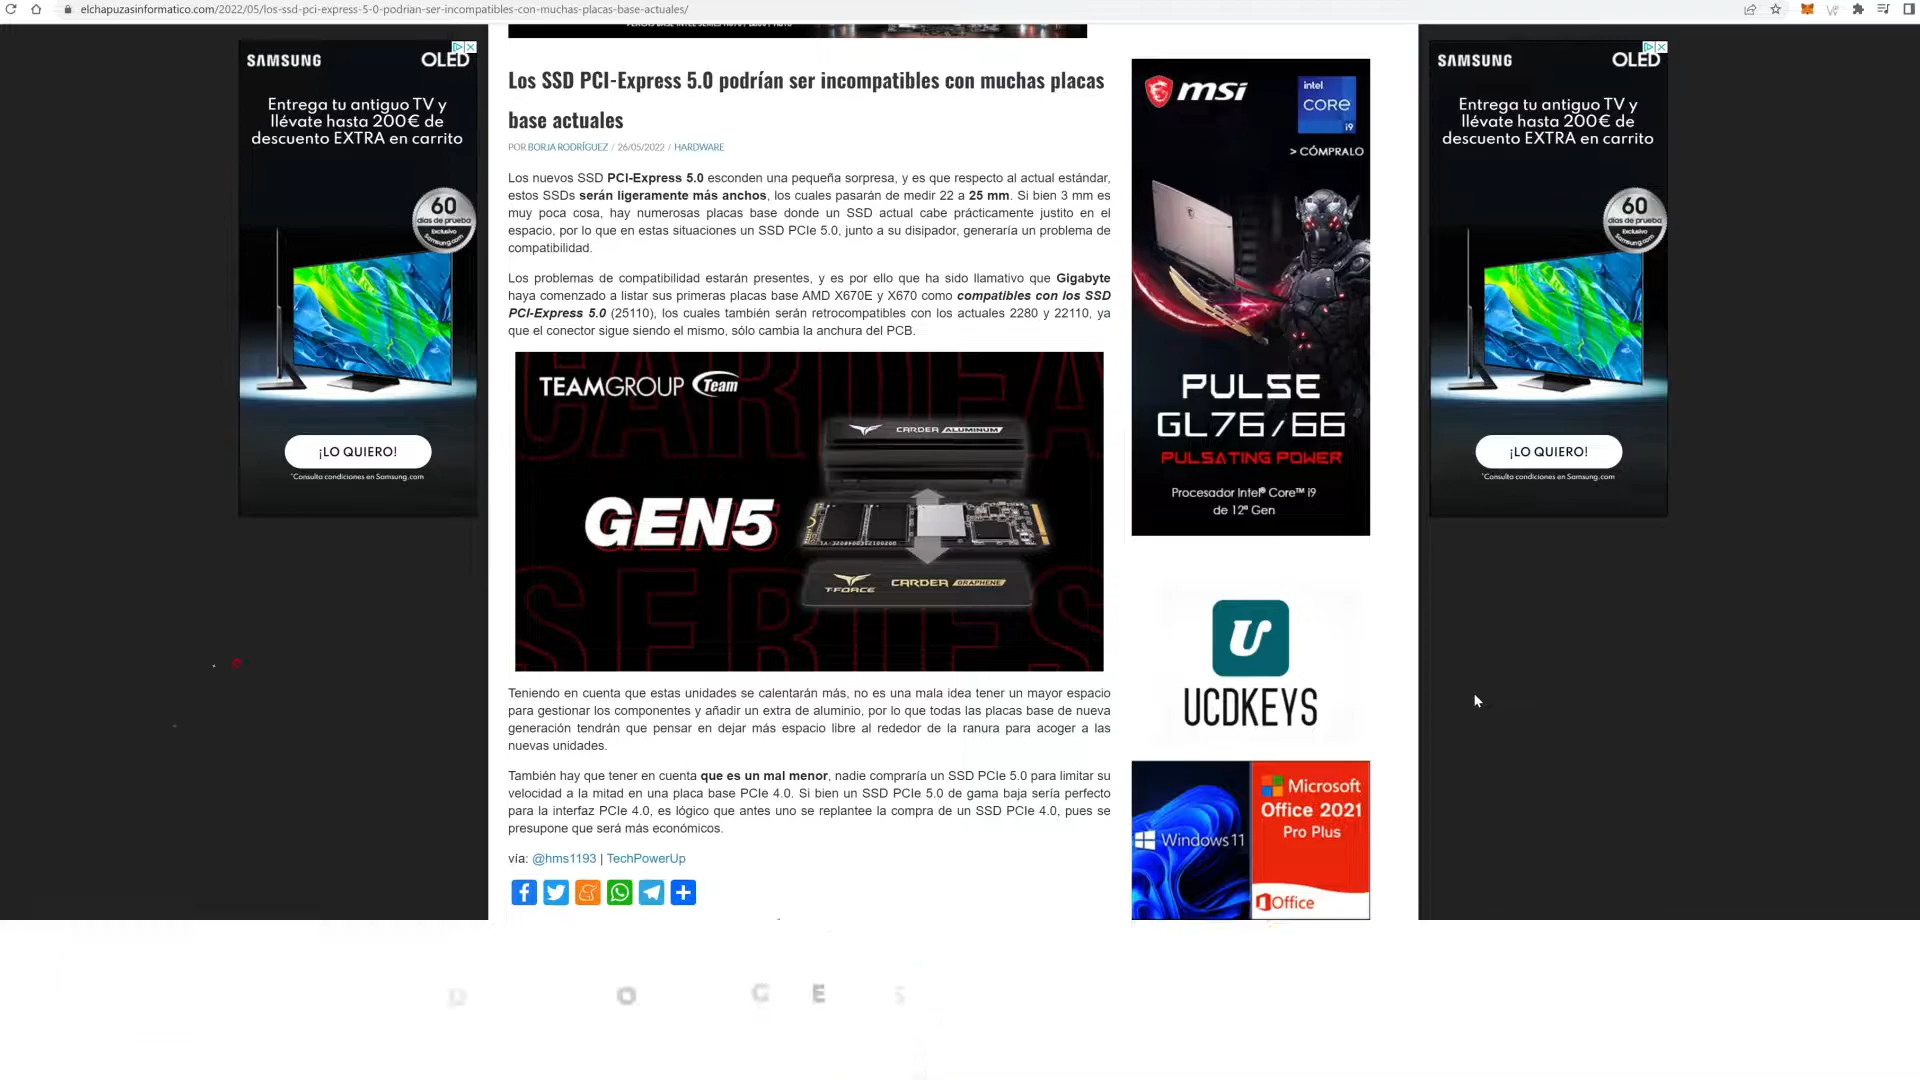 elchapuzasinformatico.com/2022/05/los-ssd-pci-express-5-0-podrian-ser-incompatibles-con-muchas-placas-base-actuales/
SAMSUNG OLED
Entrega tu antiguo TV y
llévate hasta 200€ de
descuento EXTRA en carrito
60
días de prueba
Exclusivo
Samsung.com
¡LO QUIERO!
*Consulta condiciones en Samsung.com
Los SSD PCI-Express 5.0 podrían ser incompatibles con muchas placas
base actuales
POR BORJA RODRÍGUEZ / 26/05/2022 / HARDWARE
Los nuevos SSD PCI-Express 5.0 esconden una pequeña sorpresa, y es que respecto al actual estándar,
estos SSDs serán ligeramente más anchos, los cuales pasarán de medir 22 a 25 mm. Si bien 3 mm es
muy poca cosa, hay numerosas placas base donde un SSD actual cabe prácticamente justito en el
espacio, por lo que en estas situaciones un SSD PCIe 5.0, junto a su disipador, generaría un problema de
compatibilidad.
Los problemas de compatibilidad estarán presentes, y es por ello que ha sido llamativo que Gigabyte
haya comenzado a listar sus primeras placas base AMD X670E y X670 como compatibles con los SSD
PCI-Express 5.0 (25110), los cuales también serán retrocompatibles con los actuales 2280 y 22110, ya
que el conector sigue siendo el mismo, sólo cambia la anchura del PCB.
CARDEA
TEAMGROUP Team
CARDEA ALUMINUM
GEN5
T-FORCE CARDEA GRAPHENE
SERIES
Teniendo en cuenta que estas unidades se calentarán más, no es una mala idea tener un mayor espacio
para gestionar los componentes y añadir un extra de aluminio, por lo que todas las placas base de nueva
generación tendrán que pensar en dejar más espacio libre al rededor de la ranura para acoger a las
nuevas unidades.
También hay que tener en cuenta que es un mal menor, nadie compraría un SSD PCIe 5.0 para limitar su
velocidad a la mitad en una placa base PCIe 4.0. Si bien un SSD PCIe 5.0 de gama baja sería perfecto
para la interfaz PCIe 4.0, es lógico que antes uno se replantee la compra de un SSD PCIe 4.0, pues se
presupone que será más económicos.
vía: @hms1193 | TechPowerUp
msi
intel
CORE
i9
> CÓMPRALO
PULSE
GL76/66
PULSATING POWER
Procesador Intel® Core™ i9
de 12ª Gen
U
UCDKEYS
Windows 11
Microsoft
Office 2021
Pro Plus
Office
SAMSUNG OLED
Entrega tu antiguo TV y
llévate hasta 200€ de
descuento EXTRA en carrito
60
días de prueba
Exclusivo
Samsung.com
¡LO QUIERO!
*Consulta condiciones en Samsung.com
O G E S